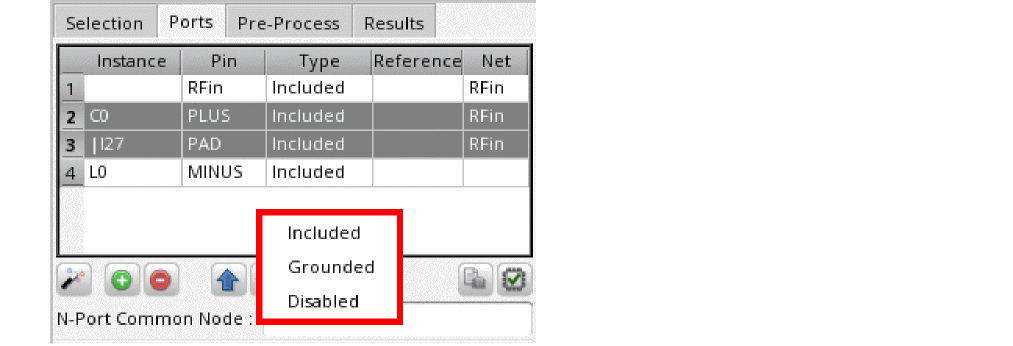 Selection Ports Pre-Process Results
Instance Pin Type Reference Net
1 RFin Included RFin
2 C0 PLUS Included RFin
3 |I27 PAD Included RFin
4 L0 MINUS Included
Included
Grounded
Disabled
N-Port Common Node :